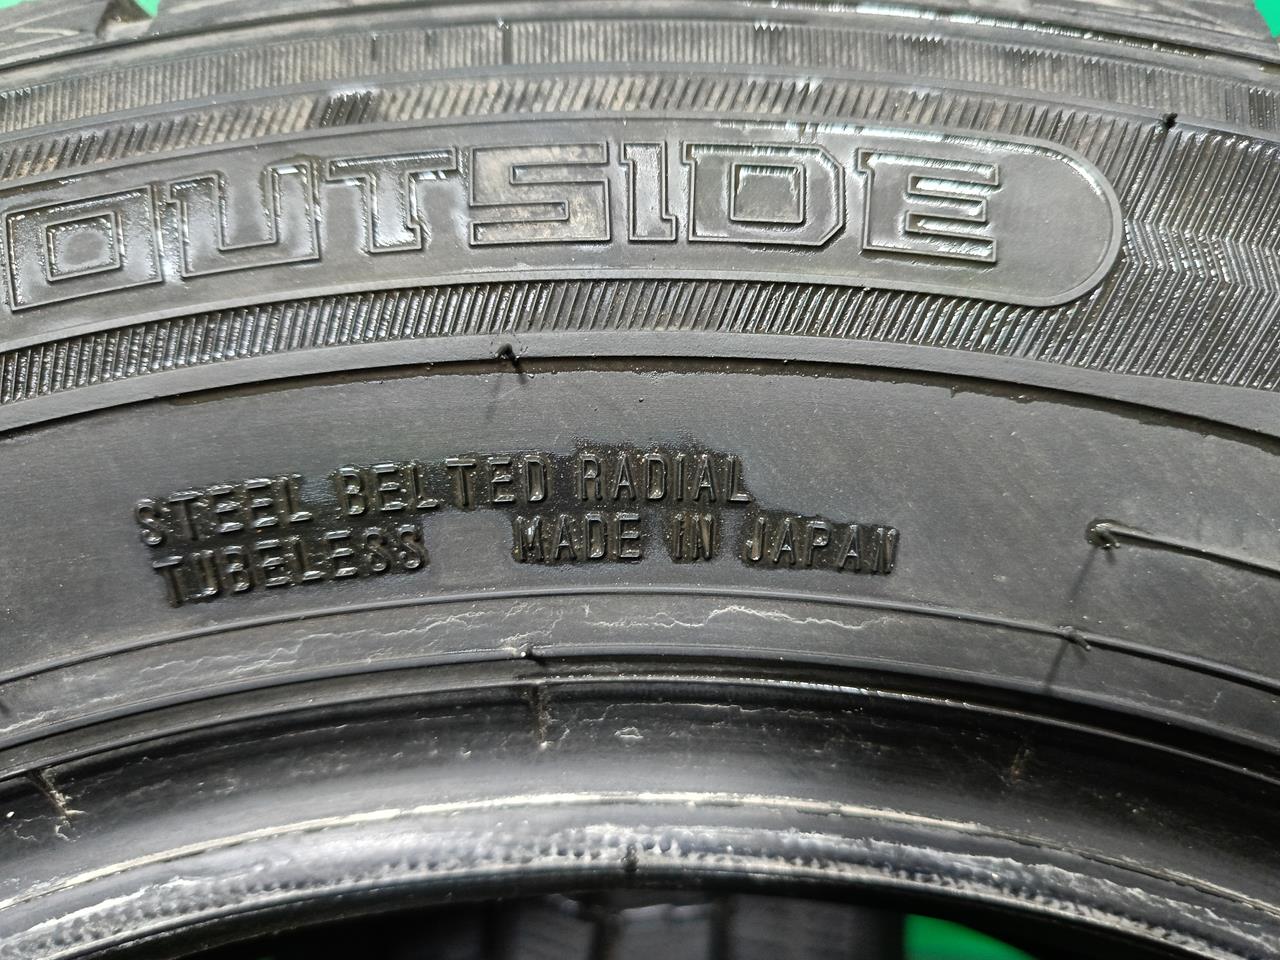 OUTSIDE
STEEL BELTED RADIAL
TUBELESS MADE IN JAPAN